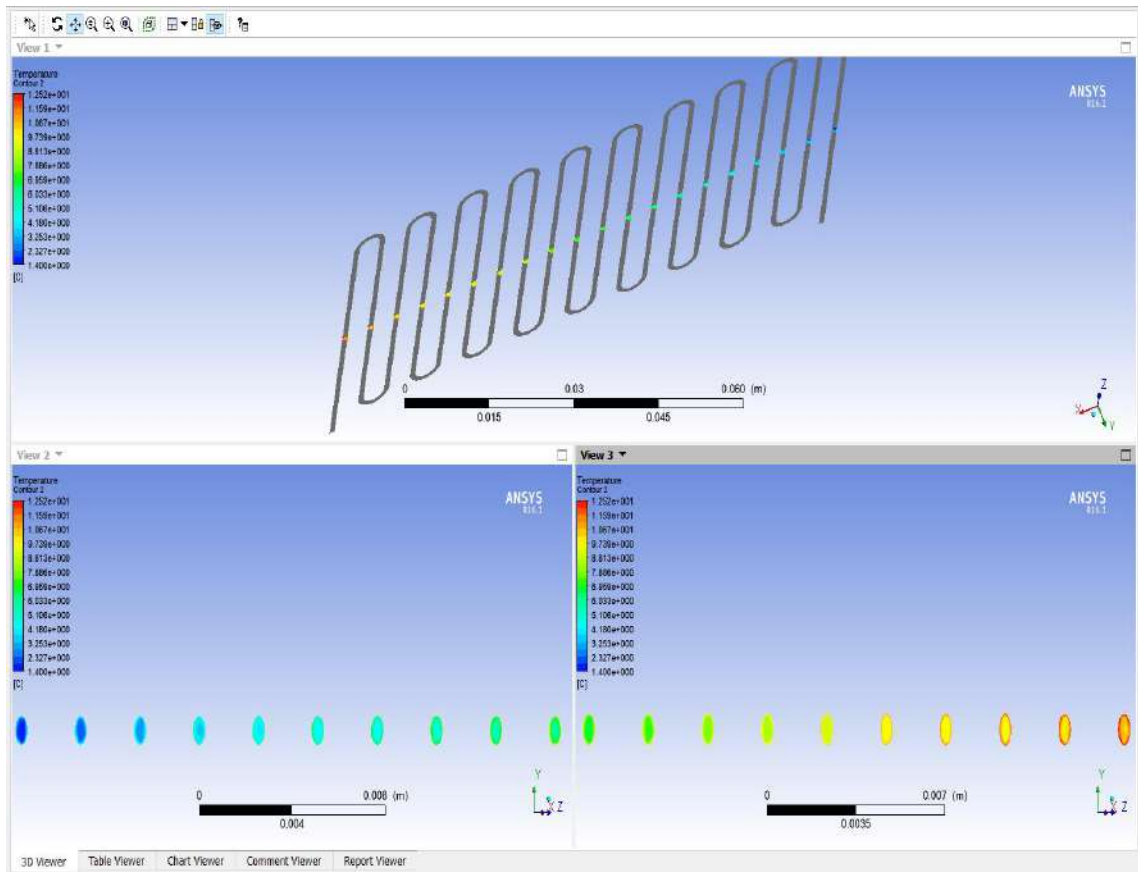 View 1
Temperature
Contour 2
1.252e+001
1.159e+001
1.067e+001
9.739e+000
8.813e+000
7.886e+000
6.959e+000
6.033e+000
5.106e+000
4.180e+000
3.253e+000
2.327e+000
1.400e+000
[C]
ANSYS
R16.1
0 0.03 0.060 (m)
0.015 0.045
Z
X
Y
View 2
Temperature
Contour 2
1.252e+001
1.159e+001
1.067e+001
9.739e+000
8.813e+000
7.886e+000
6.959e+000
6.033e+000
5.106e+000
4.180e+000
3.253e+000
2.327e+000
1.400e+000
[C]
ANSYS
R16.1
0 0.008 (m)
0.004
Y
X Z
View 3
Temperature
Contour 2
1.252e+001
1.159e+001
1.067e+001
9.739e+000
8.813e+000
7.886e+000
6.959e+000
6.033e+000
5.106e+000
4.180e+000
3.253e+000
2.327e+000
1.400e+000
[C]
ANSYS
R16.1
0 0.007 (m)
0.0035
Y
X Z
3D Viewer Table Viewer Chart Viewer Comment Viewer Report Viewer